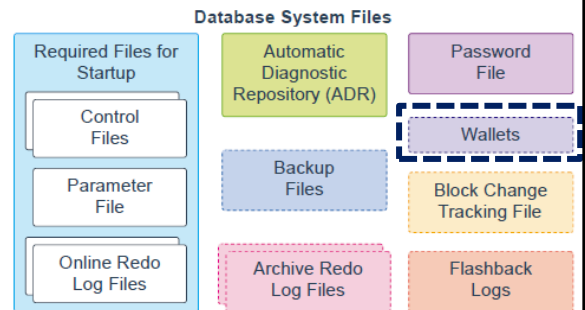 Database System Files
Required Files for
Startup
Control
Files
Parameter
File
Online Redo
Log Files
Automatic
Diagnostic
Repository (ADR)
Backup
Files
Archive Redo
Log Files
Password
File
Wallets
Block Change
Tracking File
Flashback
Logs